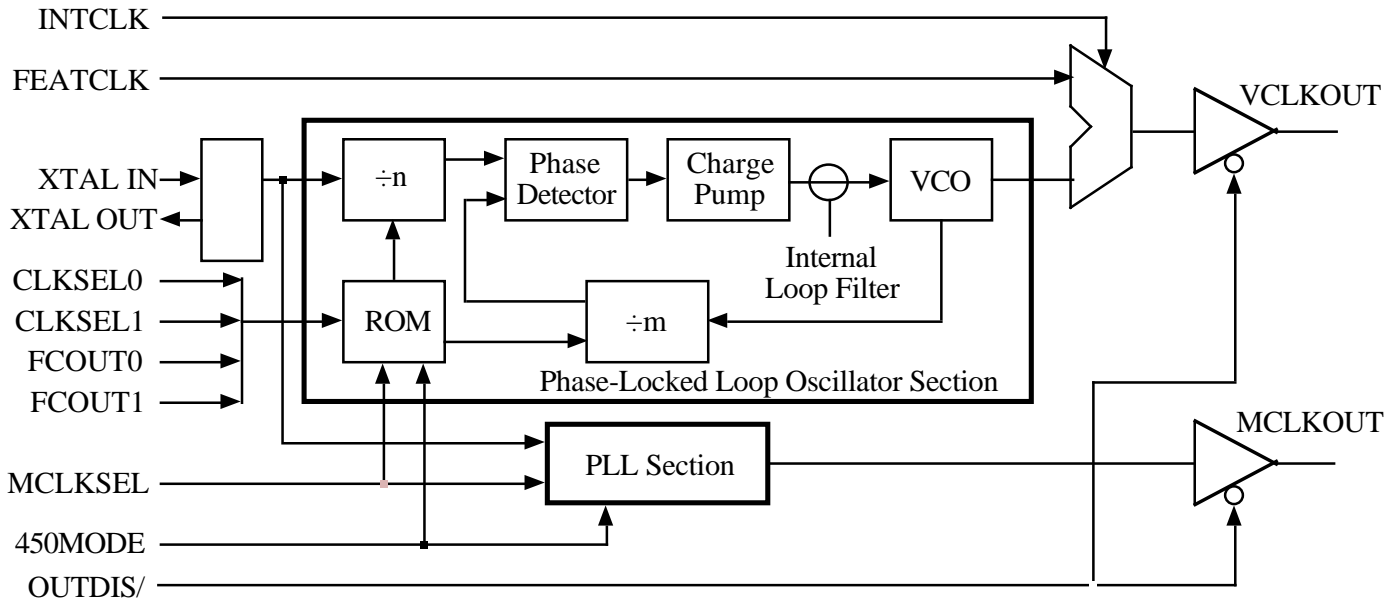 INTCLK
FEATCLK
VCLKOUT
XTAL IN
XTAL OUT
÷n
Phase
Detector
Charge
Pump
VCO
Internal
Loop Filter
CLKSEL0
CLKSEL1
FCOUT0
FCOUT1
ROM
÷m
Phase-Locked Loop Oscillator Section
MCLKOUT
PLL Section
MCLKSEL
450MODE
OUTDIS/